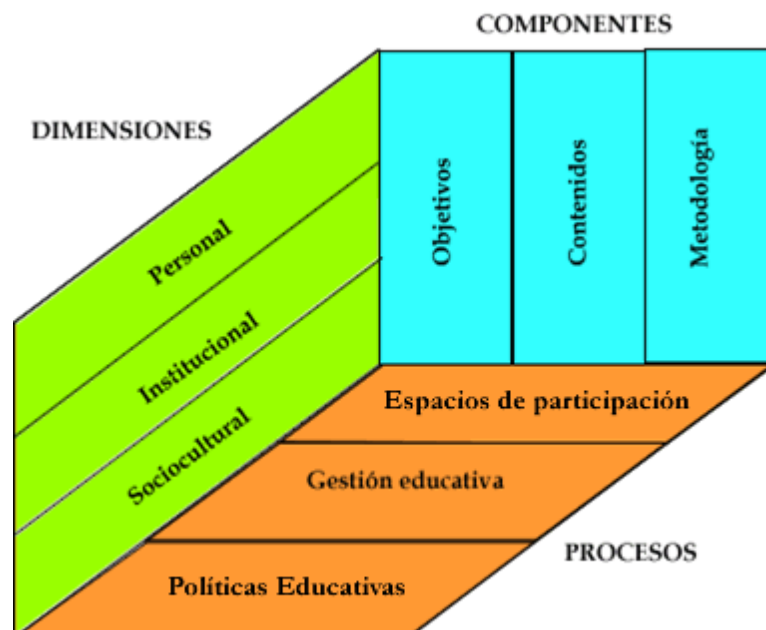 COMPONENTES
DIMENSIONES
Personal
Institucional
Sociocultural
Objetivos
Contenidos
Metodología
Espacios de participación
Gestión educativa
Políticas Educativas
PROCESOS